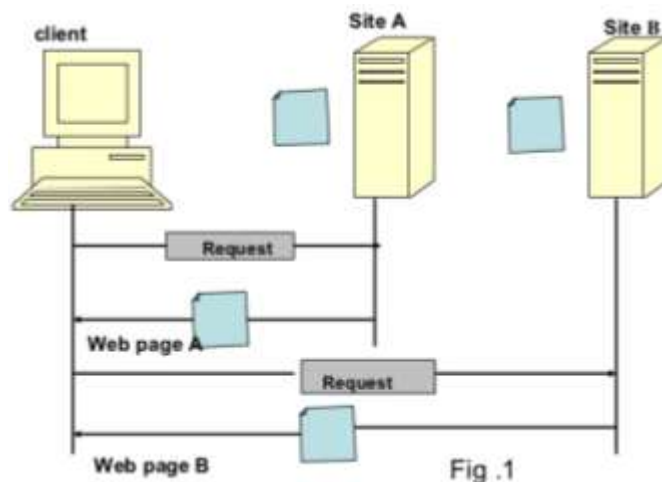 client
Site A
Site B
Request
Web page A
Request
Web page B
Fig .1